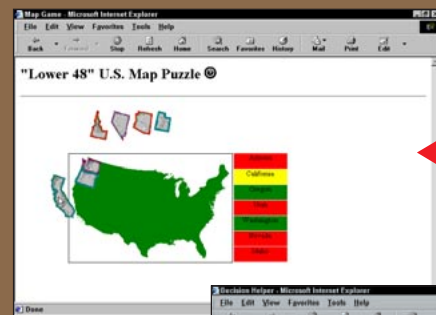 Map Game - Microsoft Internet Explorer
File Edit View Favorites Tools Help
Back Forward Stop Refresh Home Search Favorites History Mail Print Edit
"Lower 48" U.S. Map Puzzle
Arizona
California
Oregon
Utah
Washington
Nevada
Idaho
Done
Decision Helper - Microsoft Internet Explorer
File Edit View Favorites Tools Help